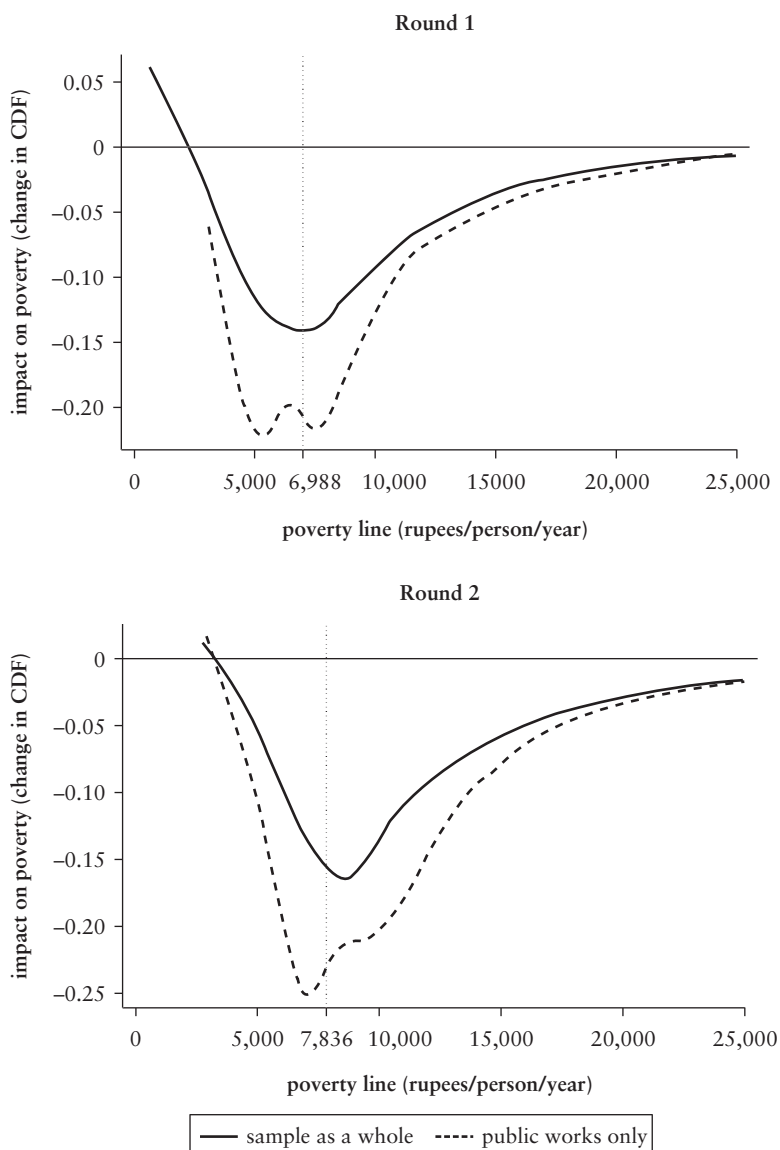 Round 1
impact on poverty (change in CDF)
0.05
0
–0.05
–0.10
–0.15
–0.20
0 5,000 6,988 10,000 15000 20,000 25,000
poverty line (rupees/person/year)
Round 2
impact on poverty (change in CDF)
0
–0.05
–0.10
–0.15
–0.20
–0.25
0 5,000 7,836 10,000 15,000 20,000 25,000
poverty line (rupees/person/year)
sample as a whole public works only